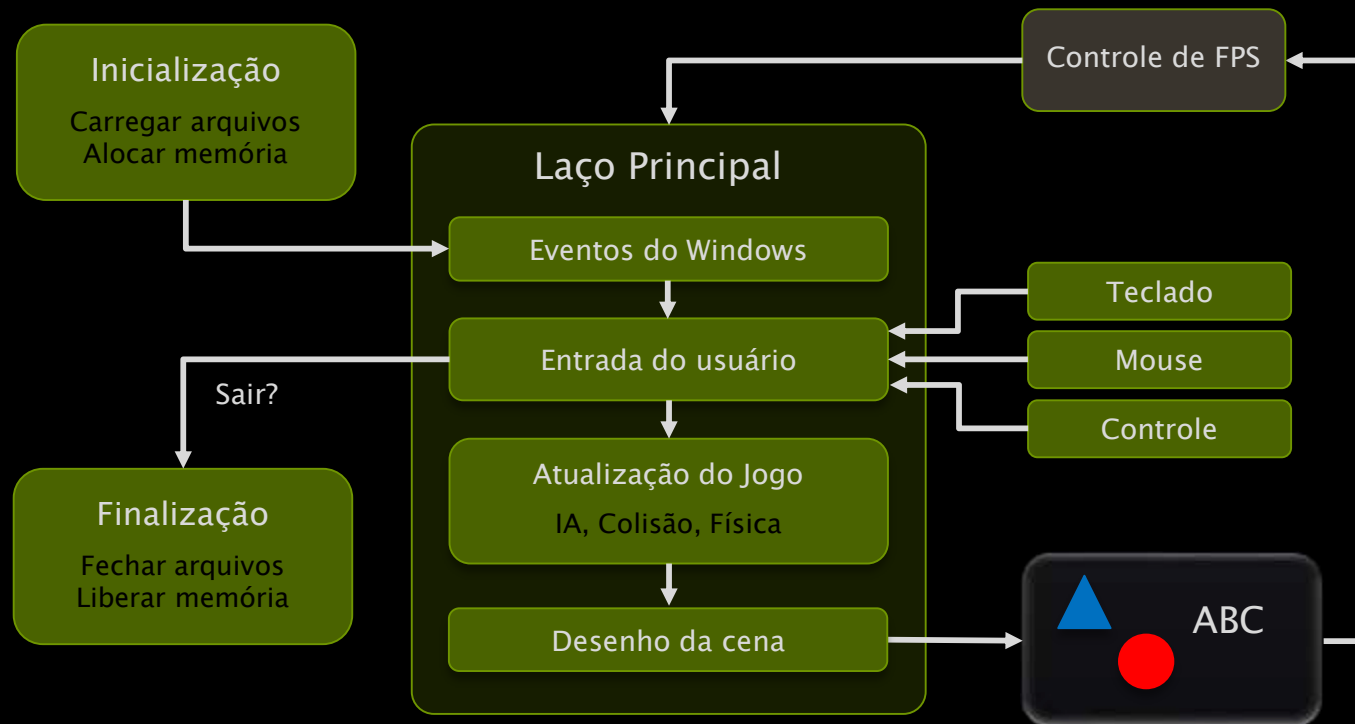 Inicialização
Carregar arquivos
Alocar memória
Controle de FPS
Laço Principal
Eventos do Windows
Entrada do usuário
Teclado
Mouse
Controle
Sair?
Atualização do Jogo
IA, Colisão, Física
Finalização
Fechar arquivos
Liberar memória
Desenho da cena
ABC